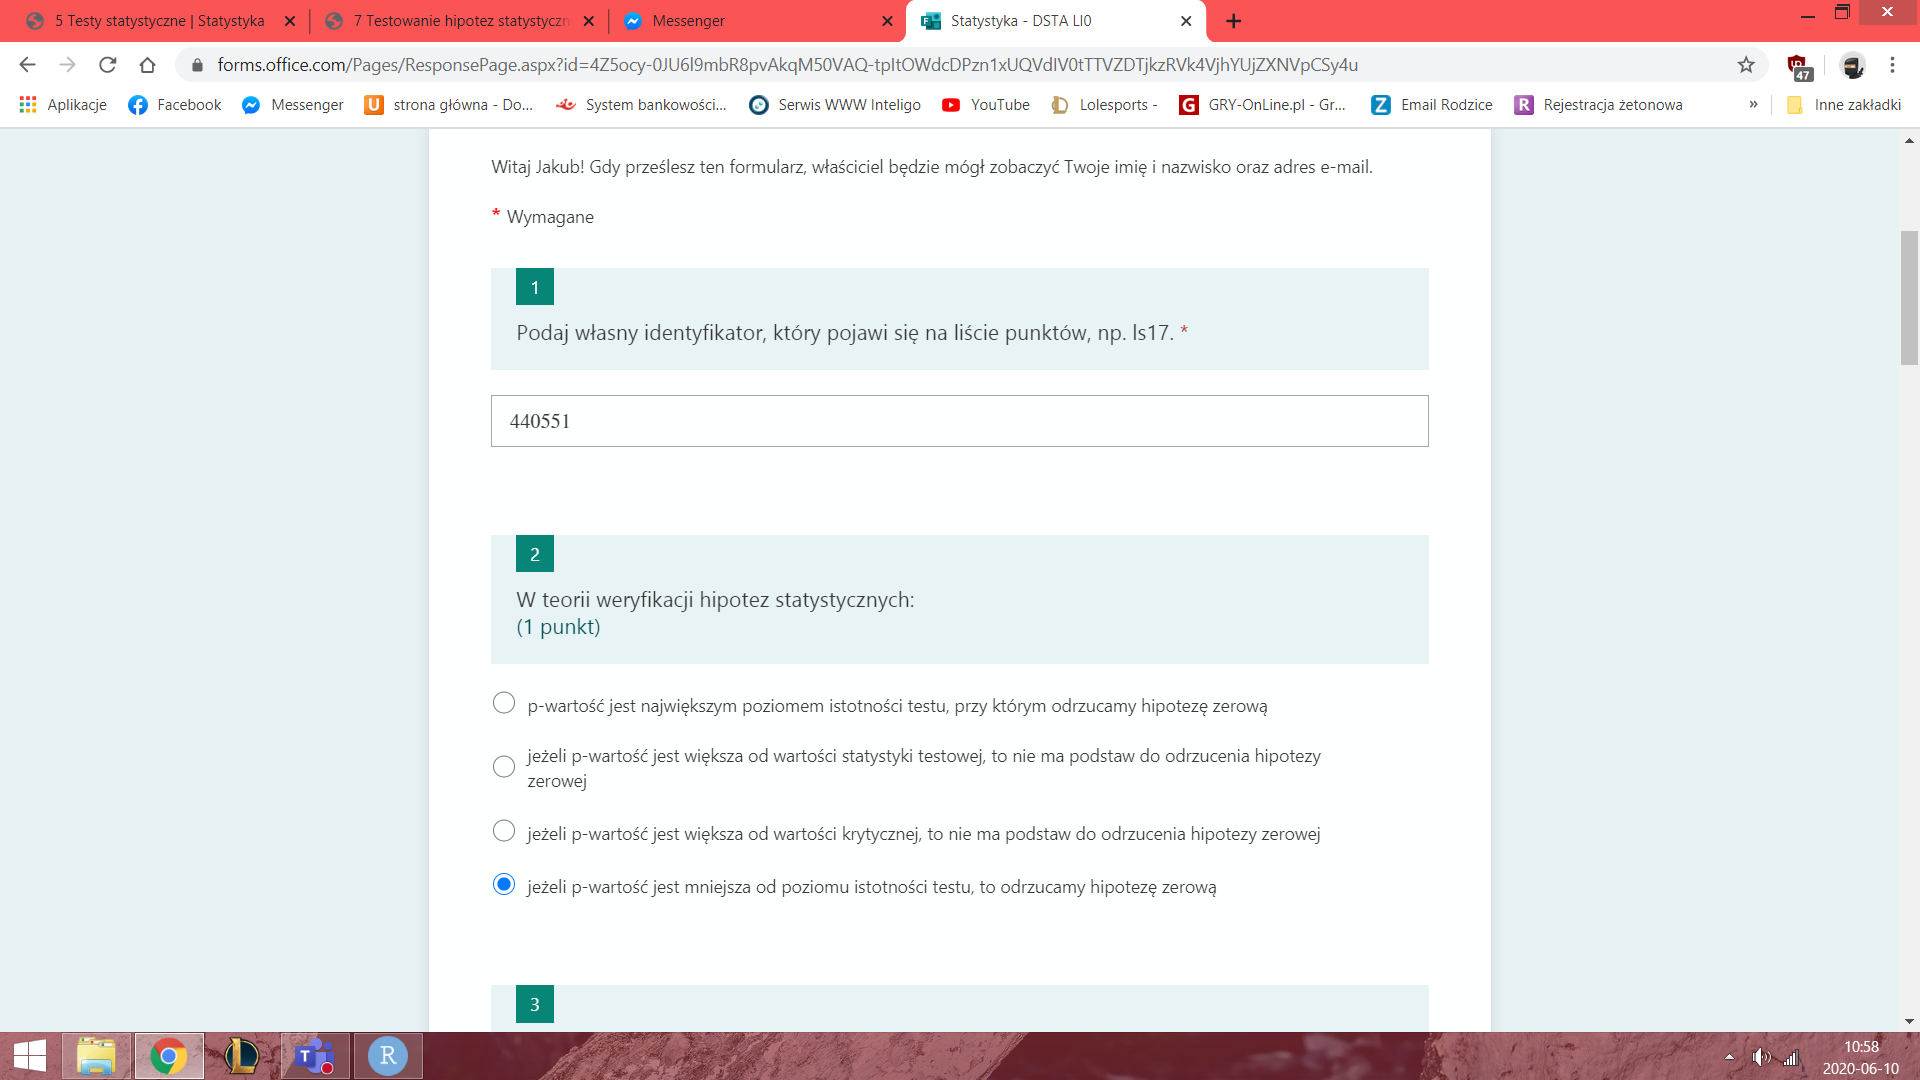 5 Testy statystyczne | Statystyka
7 Testowanie hipotez statystyczn
Messenger
Statystyka - DSTA LI0
forms.office.com/Pages/ResponsePage.aspx?id=4Z5ocy-0JU6l9mbR8pvAkqM50VAQ-tpItOWdcDPzn1xUQVdIV0tTTVZDTjkzRVk4VjhYUjZXNVpCSy4u
47
Aplikacje
Facebook
Messenger
strona główna - Do...
System bankowości...
Serwis WWW Inteligo
YouTube
Lolesports -
GRY-OnLine.pl - Gr...
Email Rodzice
Rejestracja żetonowa
»
Inne zakładki
Witaj Jakub! Gdy prześlesz ten formularz, właściciel będzie mógł zobaczyć Twoje imię i nazwisko oraz adres e-mail.
* Wymagane
1
Podaj własny identyfikator, który pojawi się na liście punktów, np. ls17. *
440551
2
W teorii weryfikacji hipotez statystycznych:
(1 punkt)
p-wartość jest największym poziomem istotności testu, przy którym odrzucamy hipotezę zerową
jeżeli p-wartość jest większa od wartości statystyki testowej, to nie ma podstaw do odrzucenia hipotezy
zerowej
jeżeli p-wartość jest większa od wartości krytycznej, to nie ma podstaw do odrzucenia hipotezy zerowej
jeżeli p-wartość jest mniejsza od poziomu istotności testu, to odrzucamy hipotezę zerową
3
10:58
2020-06-10